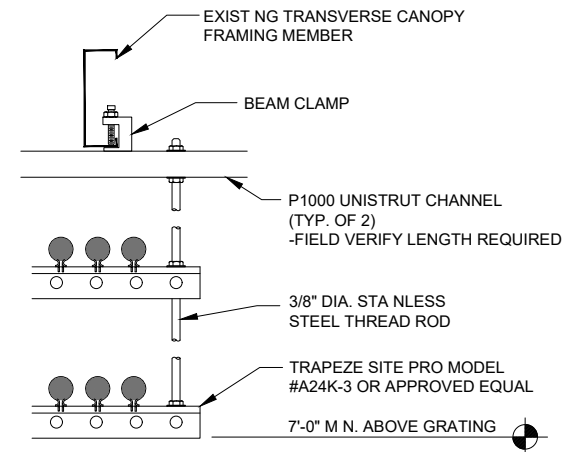 EXIST NG TRANSVERSE CANOPY
FRAMING MEMBER
BEAM CLAMP
P1000 UNISTRUT CHANNEL
(TYP. OF 2)
-FIELD VERIFY LENGTH REQUIRED
3/8" DIA. STA NLESS
STEEL THREAD ROD
TRAPEZE SITE PRO MODEL
#A24K-3 OR APPROVED EQUAL
7'-0" M N. ABOVE GRATING